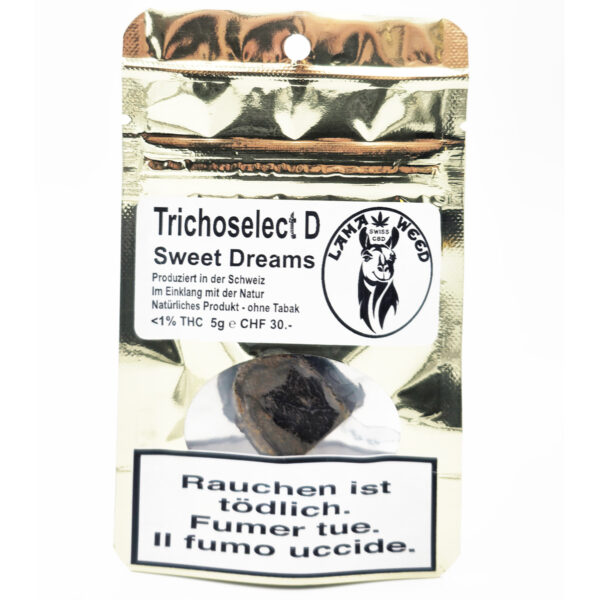 Trichoselect D
Sweet Dreams
Produziert in der Schweiz
Im Einklang mit der Natur
Natürliches Produkt - ohne Tabak
<1% THC 5g ℮ CHF 30.-
LAMA WEED
SWISS
CBD
Rauchen ist
tödlich.
Fumer tue.
Il fumo uccide.